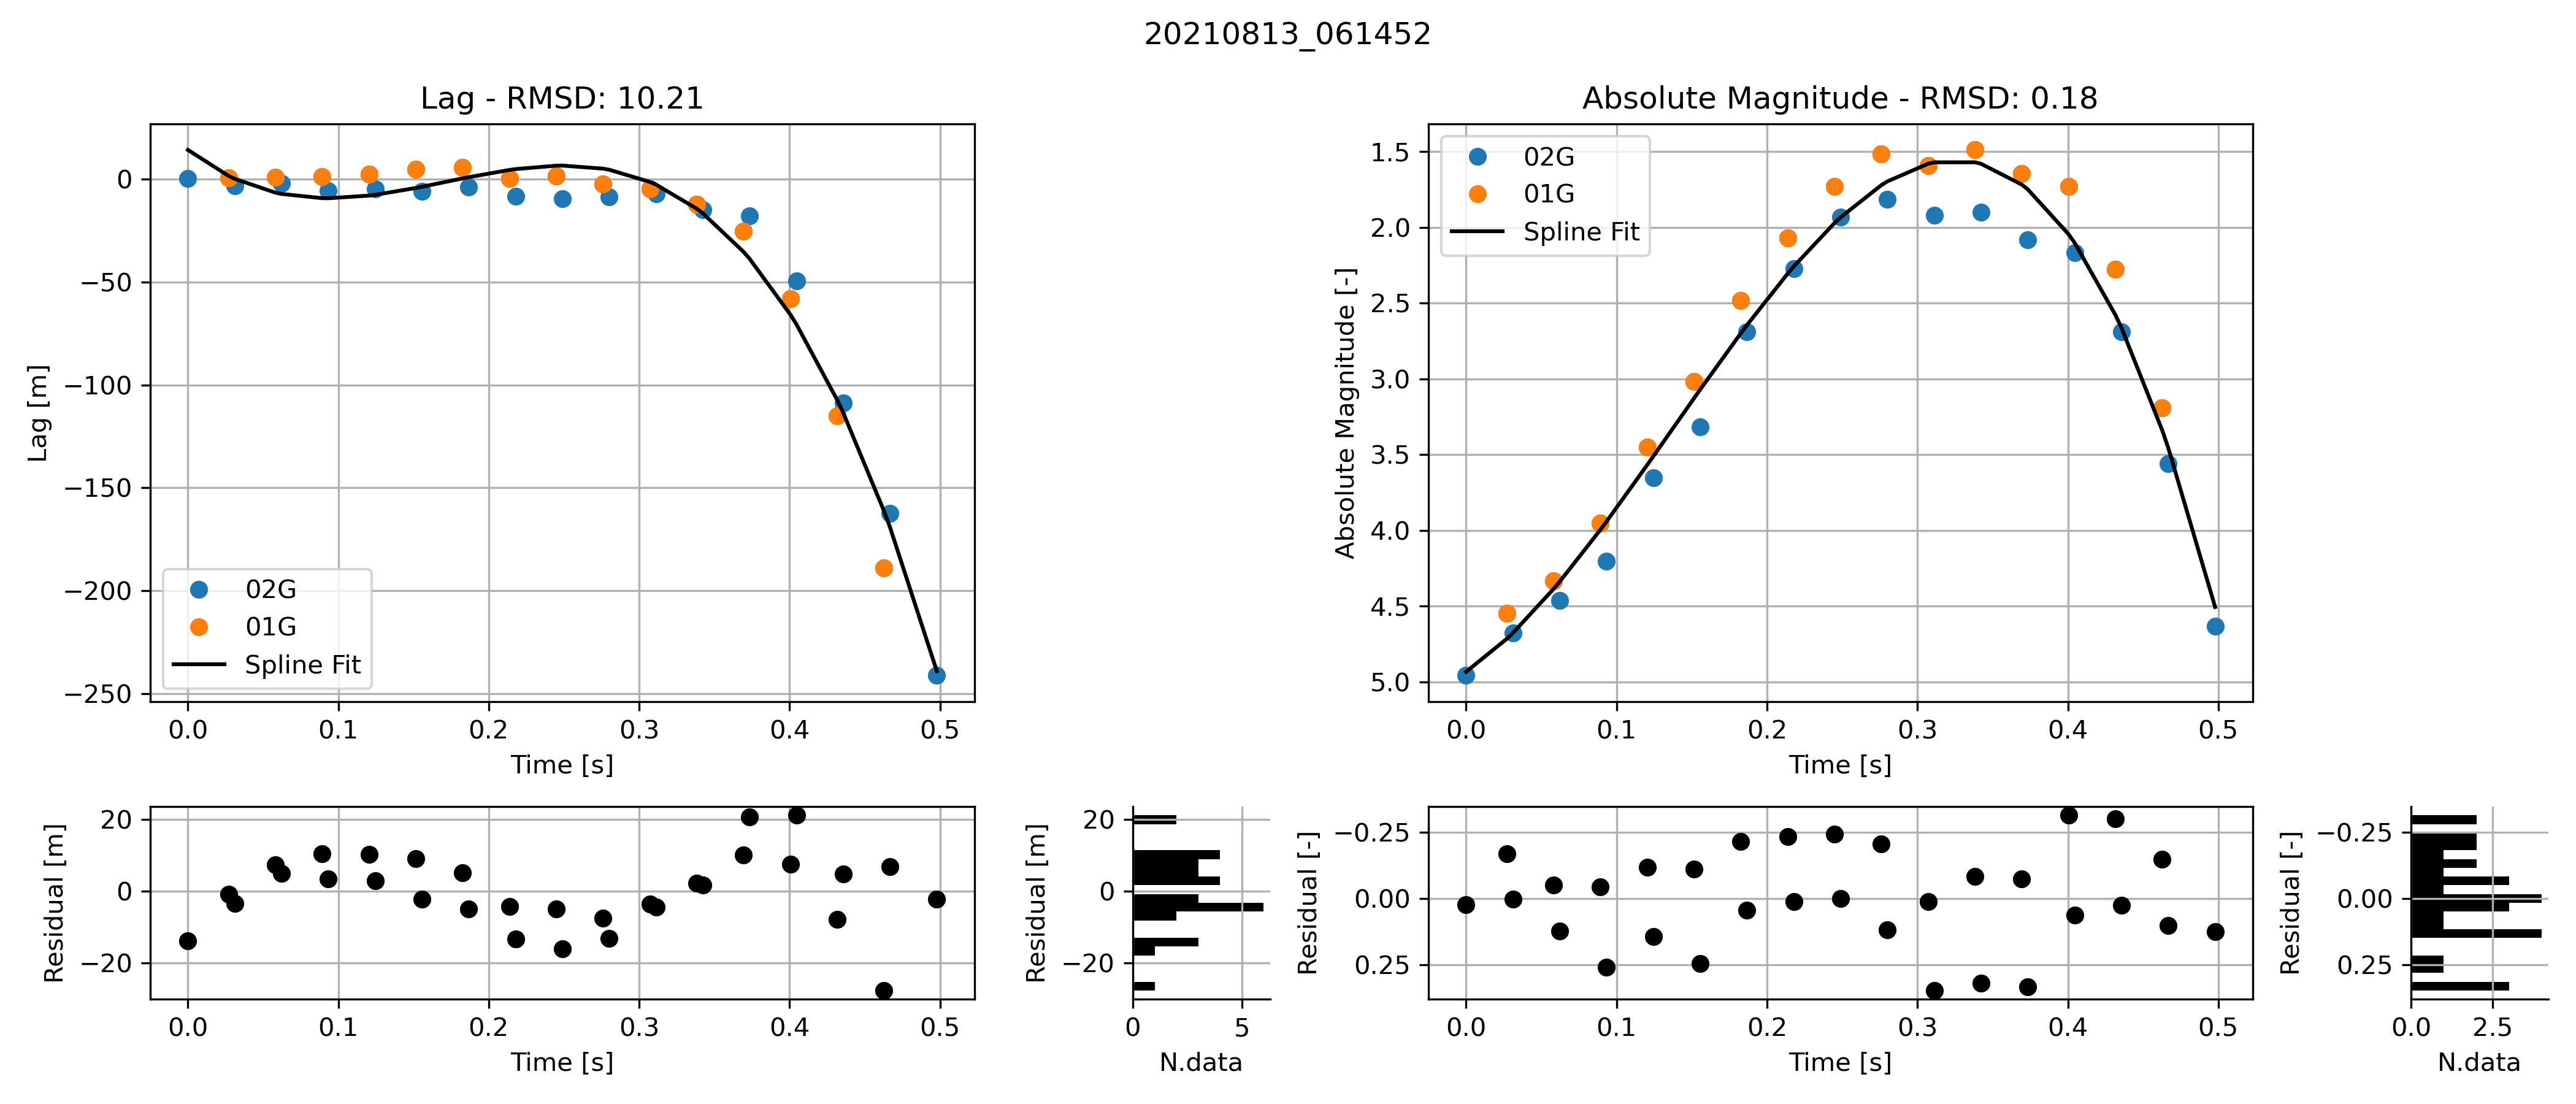 20210813_061452
Lag - RMSD: 10.21
Lag [m]
0
−50
−100
−150
−200
−250
02G
01G
Spline Fit
0.0 0.1 0.2 0.3 0.4 0.5
Time [s]
Absolute Magnitude - RMSD: 0.18
Absolute Magnitude [-]
1.5
2.0
2.5
3.0
3.5
4.0
4.5
5.0
02G
01G
Spline Fit
0.0 0.1 0.2 0.3 0.4 0.5
Time [s]
Residual [m]
20
0
−20
0.0 0.1 0.2 0.3 0.4 0.5
Time [s]
Residual [m]
20
0
−20
0 5
N.data
Residual [-]
−0.25
0.00
0.25
0.0 0.1 0.2 0.3 0.4 0.5
Time [s]
Residual [-]
−0.25
0.00
0.25
0.0 2.5
N.data